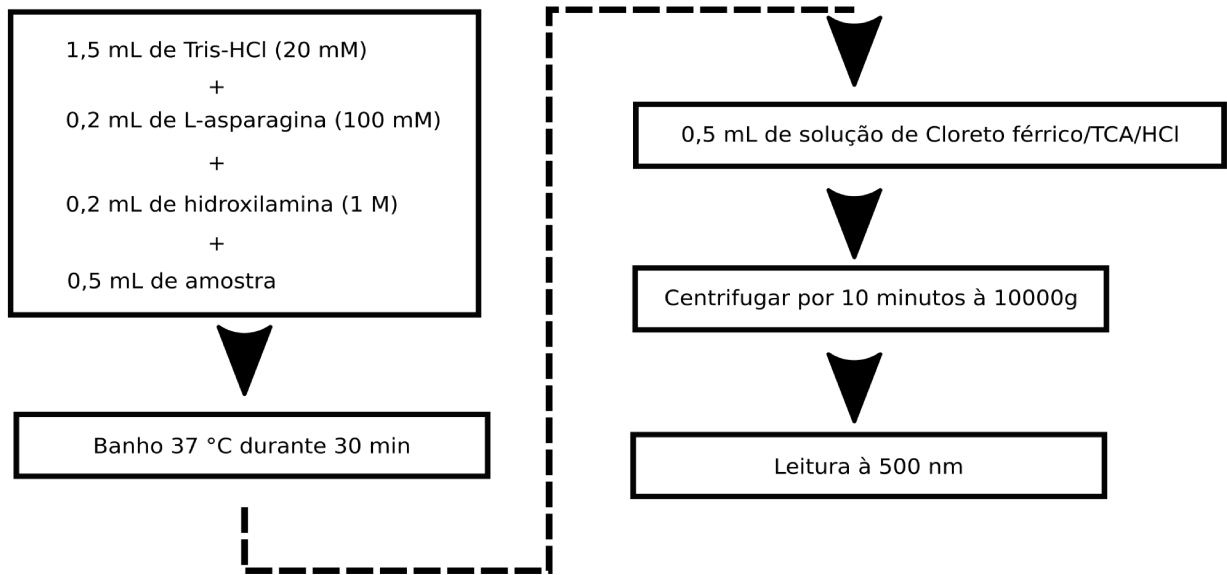 1,5 mL de Tris-HCl (20 mM)
+
0,2 mL de L-asparagina (100 mM)
+
0,2 mL de hidroxilamina (1 M)
+
0,5 mL de amostra
Banho 37 °C durante 30 min
0,5 mL de solução de Cloreto férrico/TCA/HCl
Centrifugar por 10 minutos à 10000g
Leitura à 500 nm